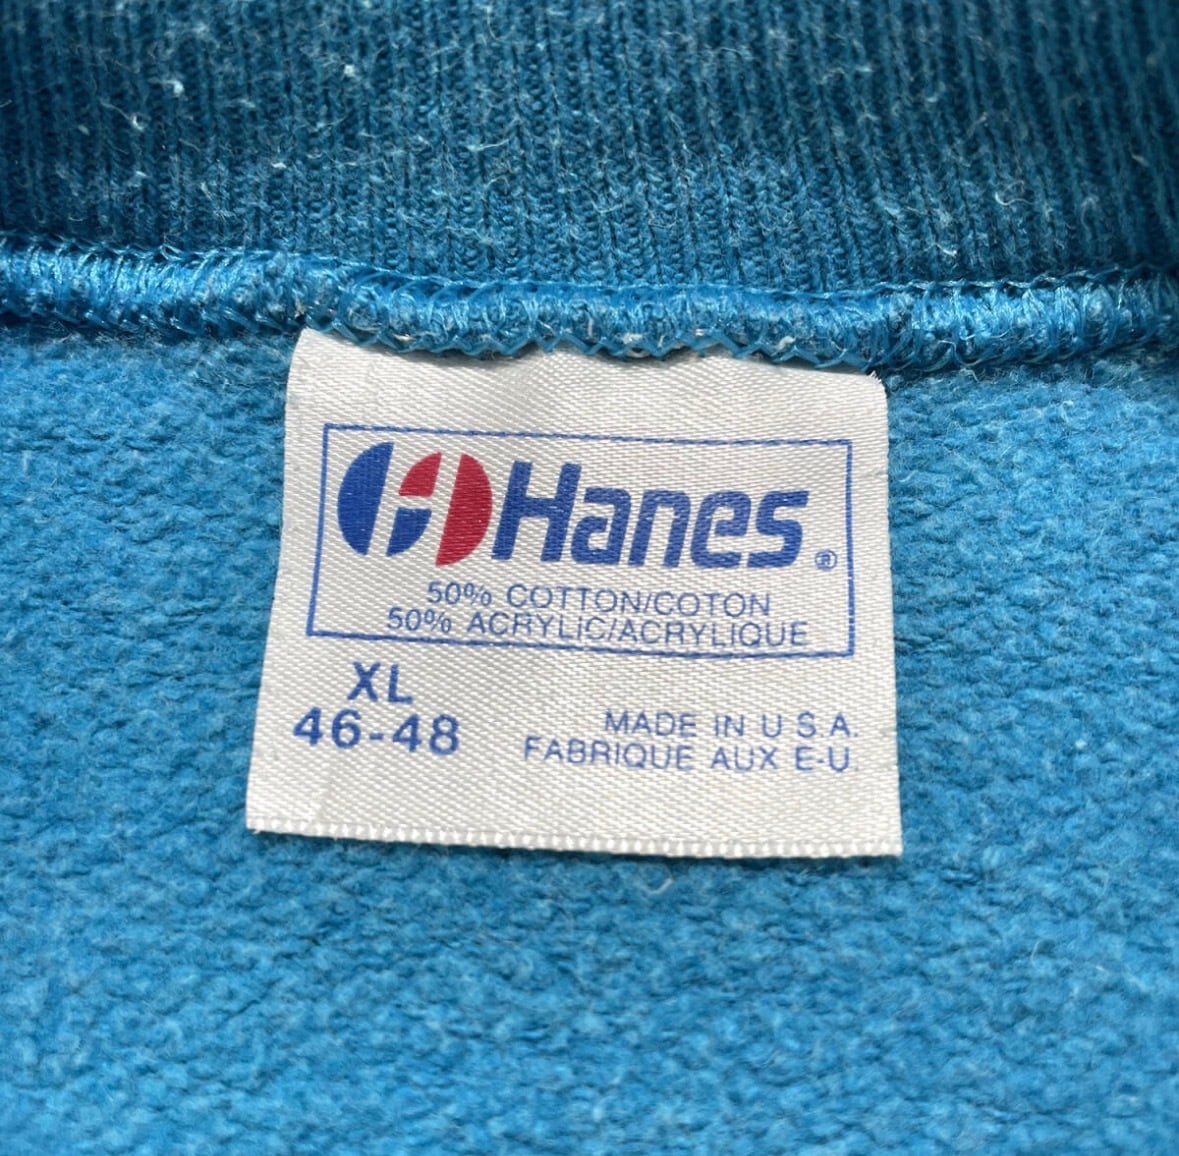 Hanes®
50% COTTON/COTON
50% ACRYLIC/ACRYLIQUE
XL
46-48
MADE IN U S A.
FABRIQUE AUX E-U.